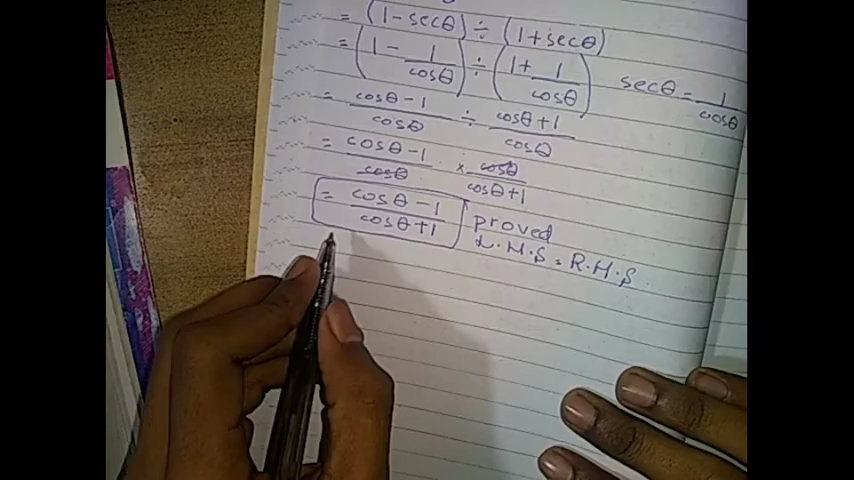 = (1-secθ) ÷ (1+secθ)
= (1 - 1/cosθ) ÷ (1 + 1/cosθ) secθ = 1/cosθ
= cosθ-1/cosθ ÷ cosθ+1/cosθ
= cosθ-1/cosθ × cosθ/cosθ+1
= cosθ-1/cosθ+1 proved
L.H.S = R.H.S